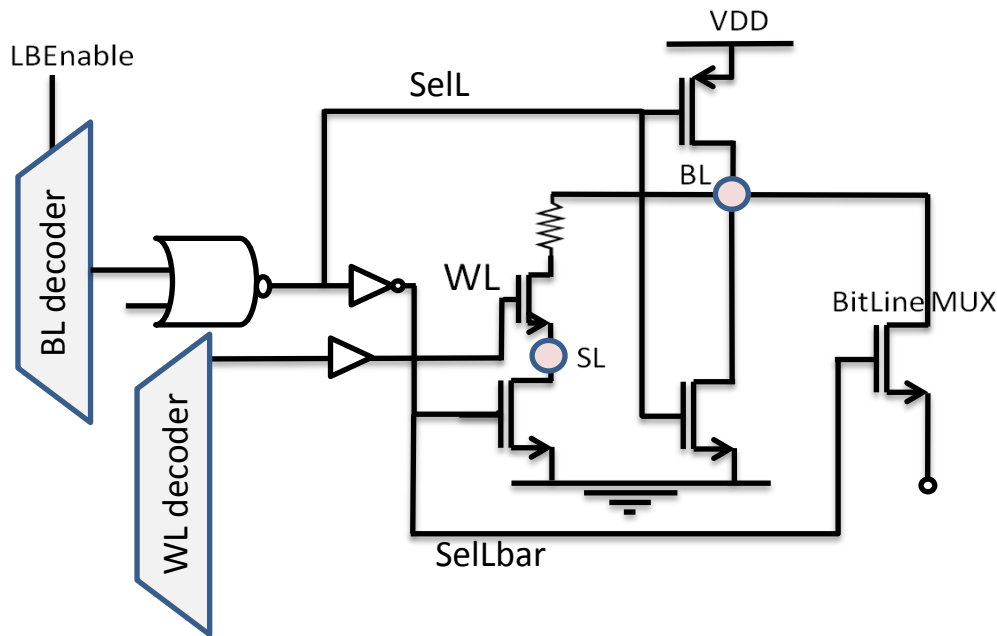 VDD
LBEnable
SelL
BL
BL decoder
WL
BitLine MUX
SL
WL decoder
SelLbar